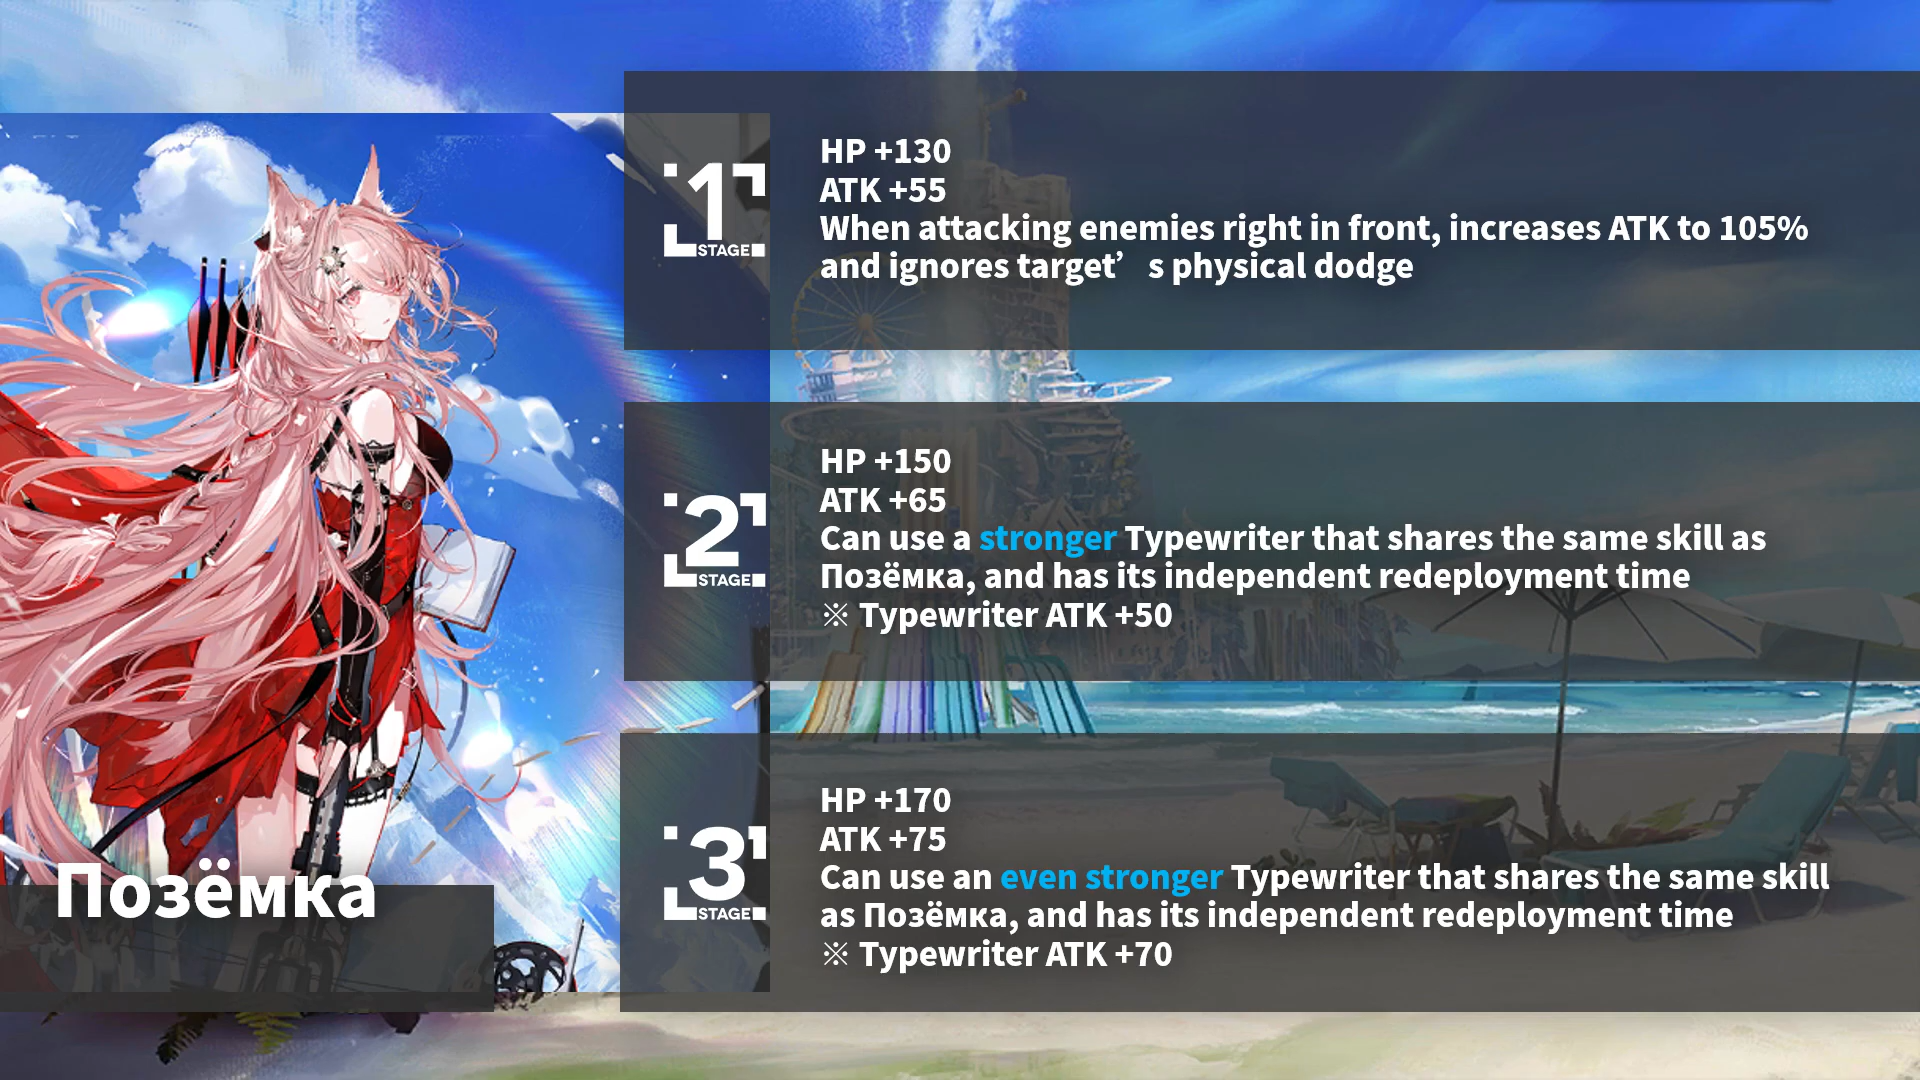 1
STAGE
HP +130
ATK +55
When attacking enemies right in front, increases ATK to 105%
and ignores target’s physical dodge
2
STAGE
HP +150
ATK +65
Can use a stronger Typewriter that shares the same skill as
Позёмка, and has its independent redeployment time
※ Typewriter ATK +50
3
STAGE
HP +170
ATK +75
Can use an even stronger Typewriter that shares the same skill
as Позёмка, and has its independent redeployment time
※ Typewriter ATK +70
Позёмка